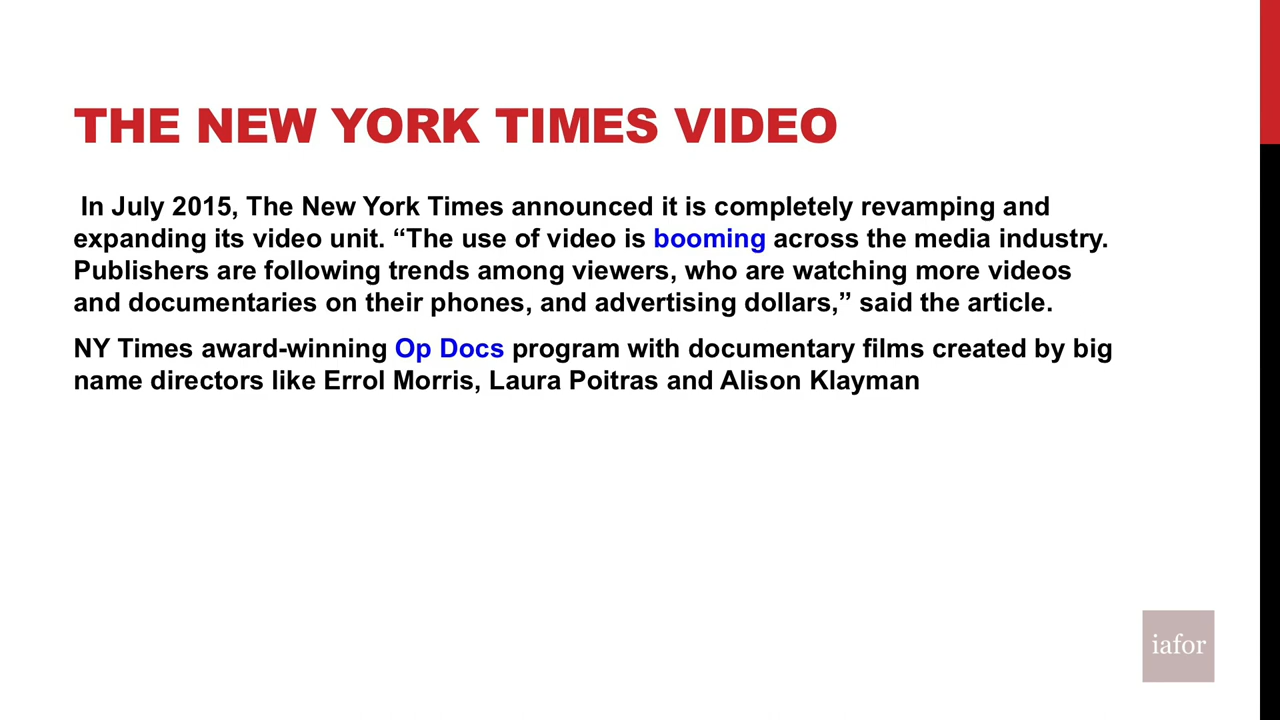 THE NEW YORK TIMES VIDEO
In July 2015, The New York Times announced it is completely revamping and
expanding its video unit. “The use of video is booming across the media industry.
Publishers are following trends among viewers, who are watching more videos
and documentaries on their phones, and advertising dollars,” said the article.
NY Times award-winning Op Docs program with documentary films created by big
name directors like Errol Morris, Laura Poitras and Alison Klayman
iafor